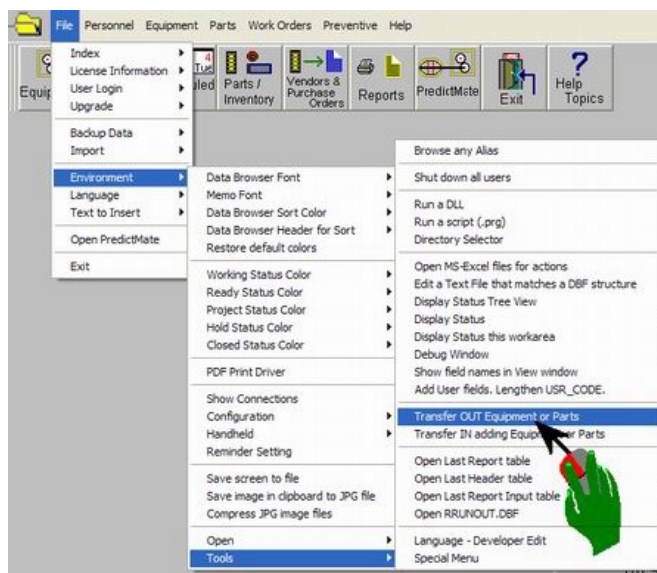 File Personnel Equipment Parts Work Orders Preventive Help
Parts / Inventory
Vendors & Purchase Orders
Reports
PredictMate
Exit
Help Topics
Index
License Information
User Login
Upgrade
Backup Data
Import
Environment
Language
Text to Insert
Open PredictMate
Exit
Data Browser Font
Memo Font
Data Browser Sort Color
Data Browser Header for Sort
Restore default colors
Working Status Color
Ready Status Color
Project Status Color
Hold Status Color
Closed Status Color
PDF Print Driver
Show Connections
Configuration
Handheld
Reminder Setting
Save screen to file
Save image in clipboard to JPG file
Compress JPG image files
Open
Tools
Browse any Alias
Shut down all users
Run a DLL
Run a script (.prg)
Directory Selector
Open MS-Excel files for actions
Edit a Text File that matches a DBF structure
Display Status Tree View
Display Status
Display Status this workarea
Debug Window
Show field names in View window
Add User fields. Lengthen USR_CODE.
Transfer OUT Equipment or Parts
Transfer IN adding or Parts
Open Last Report table
Open Last Header table
Open Last Report Input table
Open RRUNOUT.DBF
Language - Developer Edit
Special Menu